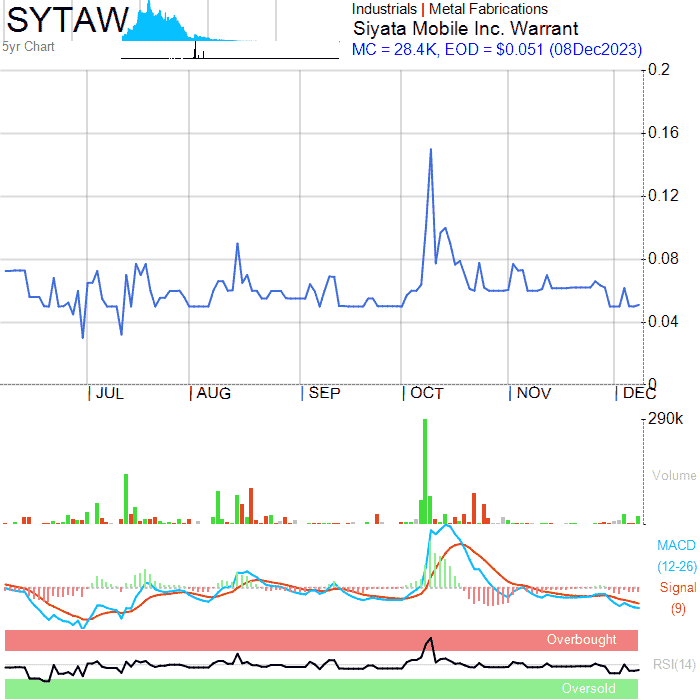 SYTAW
5yr Chart
Industrials | Metal Fabrications
Siyata Mobile Inc. Warrant
MC = 28.4K, EOD = $0.051 (08Dec2023)
0.2
0.16
0.12
0.08
0.04
0
JUL AUG SEP OCT NOV DEC
290k
Volume
MACD
(12-26)
Signal
(9)
Overbought
RSI(14)
Oversold